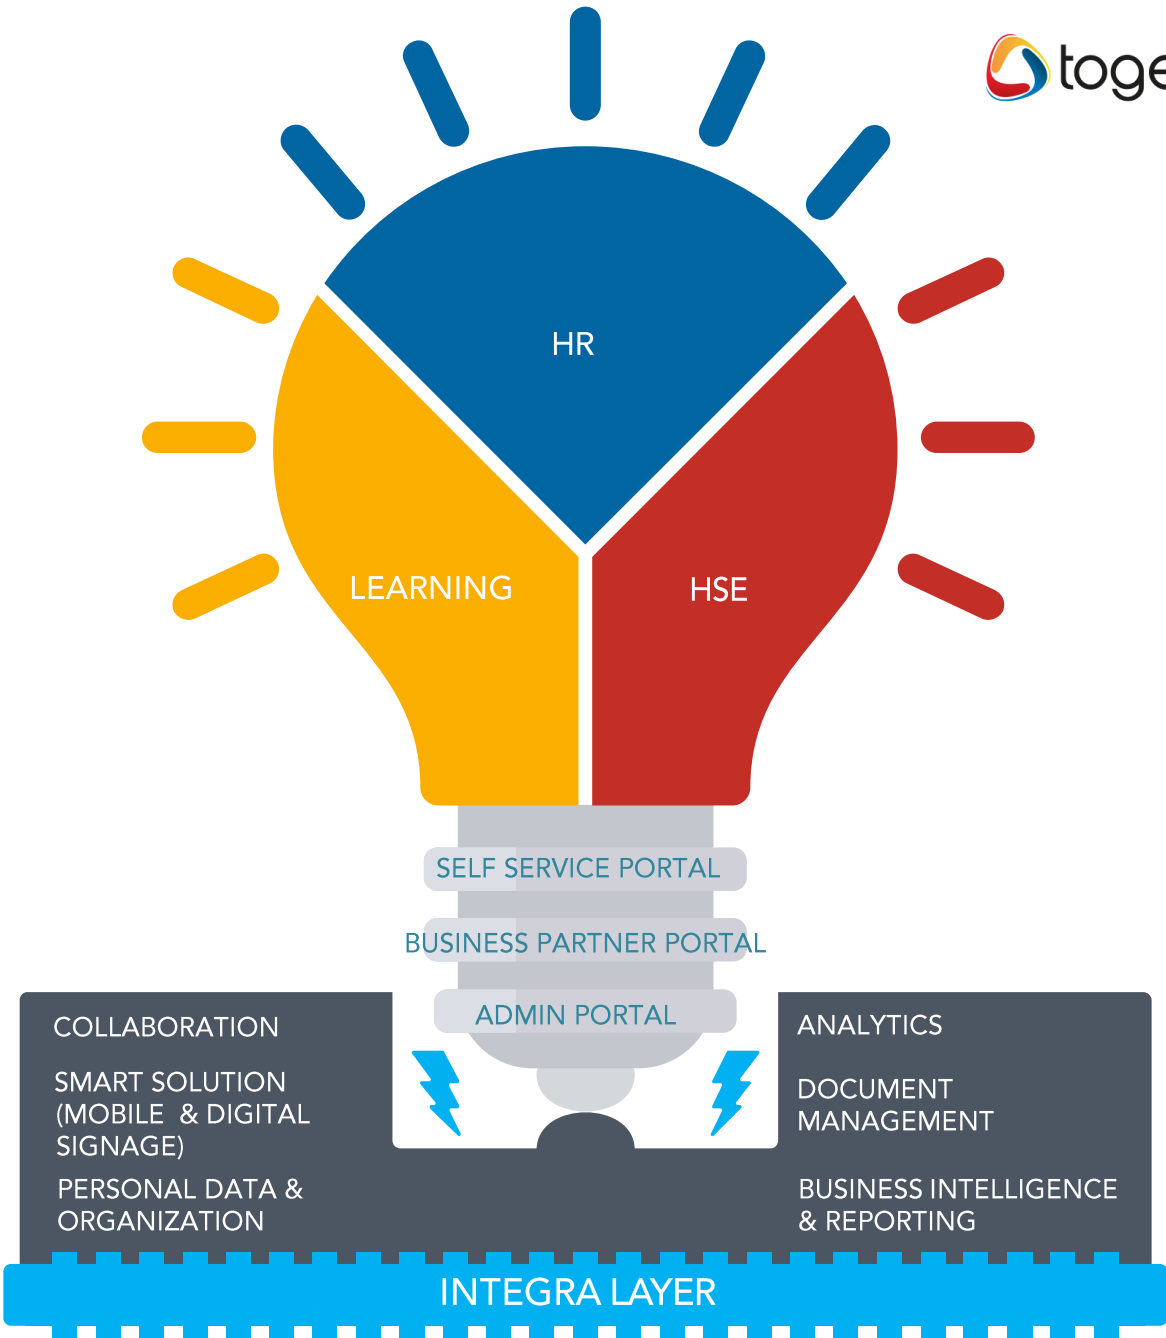 toge
HR
LEARNING
HSE
SELF SERVICE PORTAL
BUSINESS PARTNER PORTAL
ADMIN PORTAL
COLLABORATION
SMART SOLUTION
(MOBILE & DIGITAL
SIGNAGE)
PERSONAL DATA &
ORGANIZATION
ANALYTICS
DOCUMENT
MANAGEMENT
BUSINESS INTELLIGENCE
& REPORTING
INTEGRA LAYER